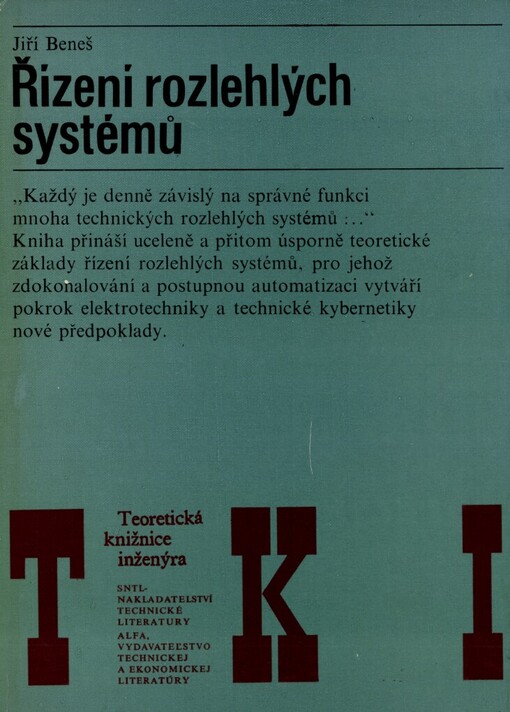 Jiří Beneš
Řízení rozlehlých
systémů
„Každý je denně závislý na správné funkci
mnoha technických rozlehlých systémů :..“
Kniha přináší uceleně a přitom úsporně teoretické
základy řízení rozlehlých systémů, pro jehož
zdokonalování a postupnou automatizaci vytváří
pokrok elektrotechniky a technické kybernetiky
nové předpoklady.
Teoretická
knižnice
inženýra
SNTL-
NAKLADATELSTVÍ
TECHNICKÉ
LITERATURY
ALFA,
VYDAVATEĽSTVO
TECHNICKEJ
A EKONOMICKEJ
LITERATÚRY
T K I